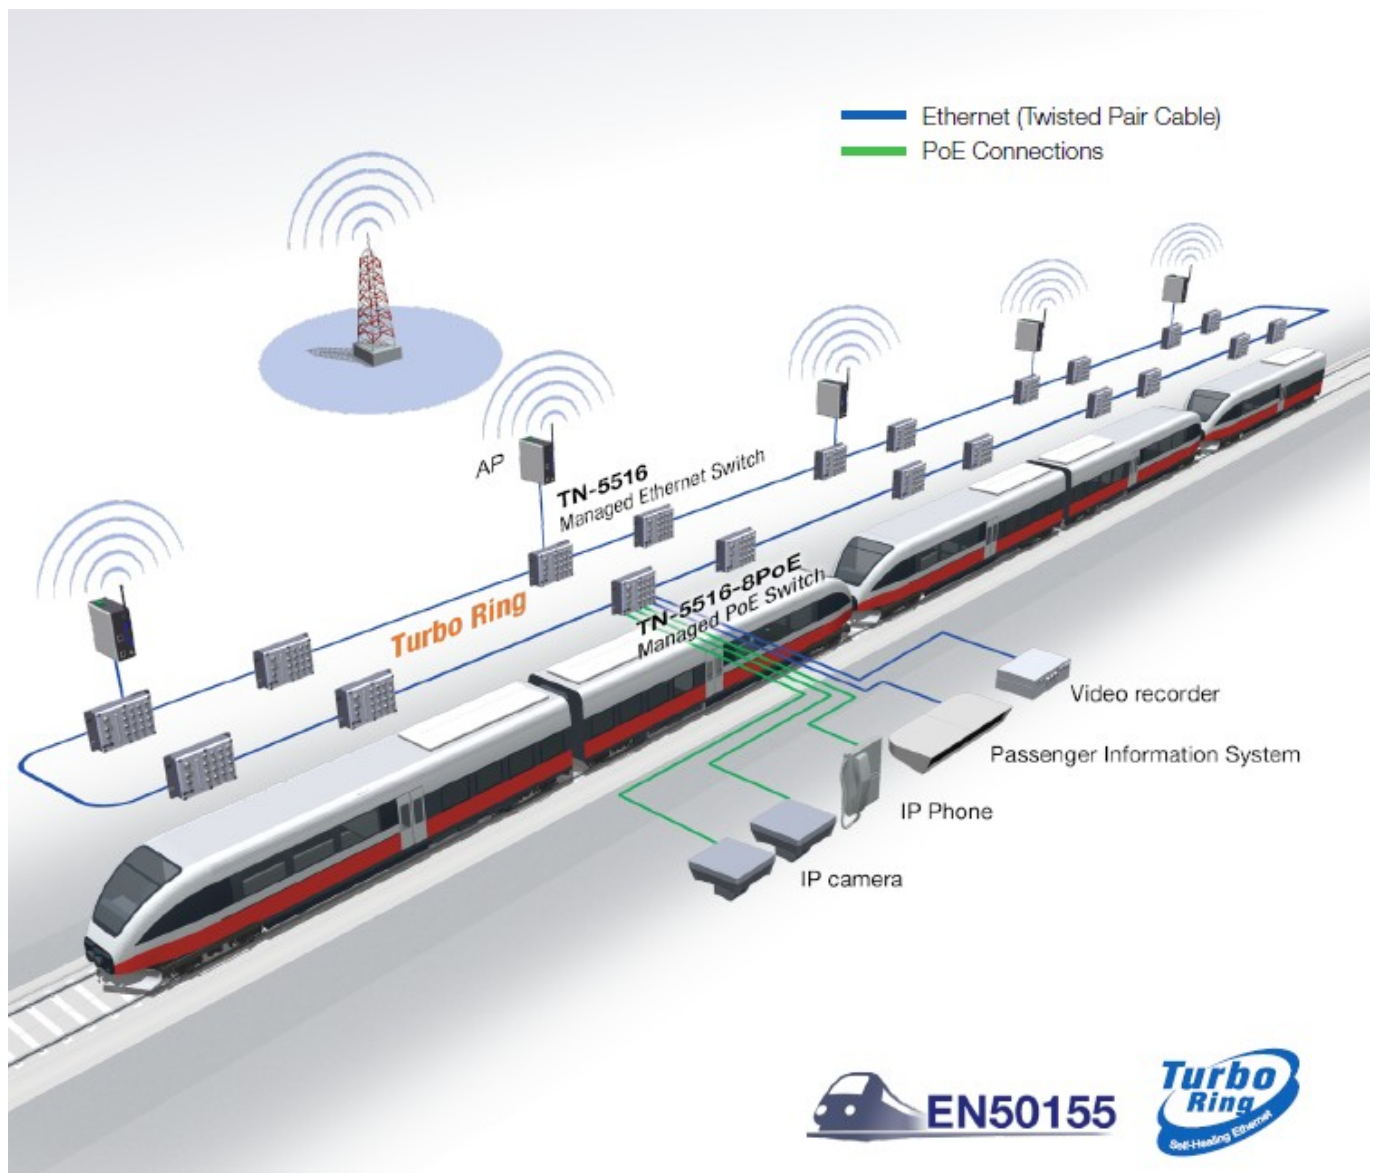 Ethernet (Twisted Pair Cable)
PoE Connections
AP
TN-5516
Managed Ethernet Switch
Turbo Ring
TN-5516-8PoE
Managed PoE Switch
Video recorder
Passenger Information System
IP Phone
IP camera
EN50155
Turbo
Ring
Self-Healing Ethernet